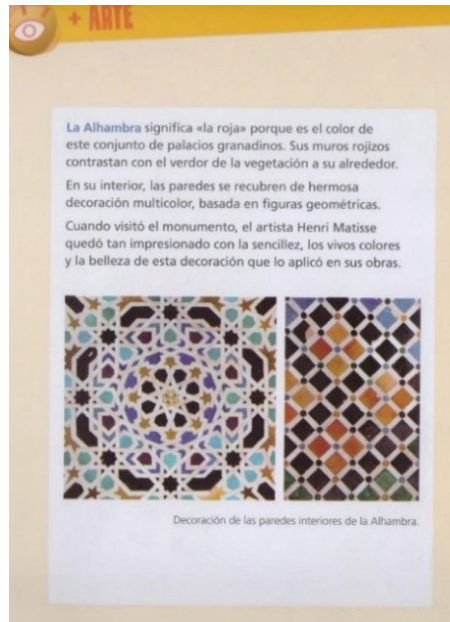 + ARTE
La Alhambra significa «la roja» porque es el color de
este conjunto de palacios granadinos. Sus muros rojizos
contrastan con el verdor de la vegetación a su alrededor.
En su interior, las paredes se recubren de hermosa
decoración multicolor, basada en figuras geométricas.
Cuando visitó el monumento, el artista Henri Matisse
quedó tan impresionado con la sencillez, los vivos colores
y la belleza de esta decoración que lo aplicó en sus obras.
Decoración de las paredes interiores de la Alhambra.